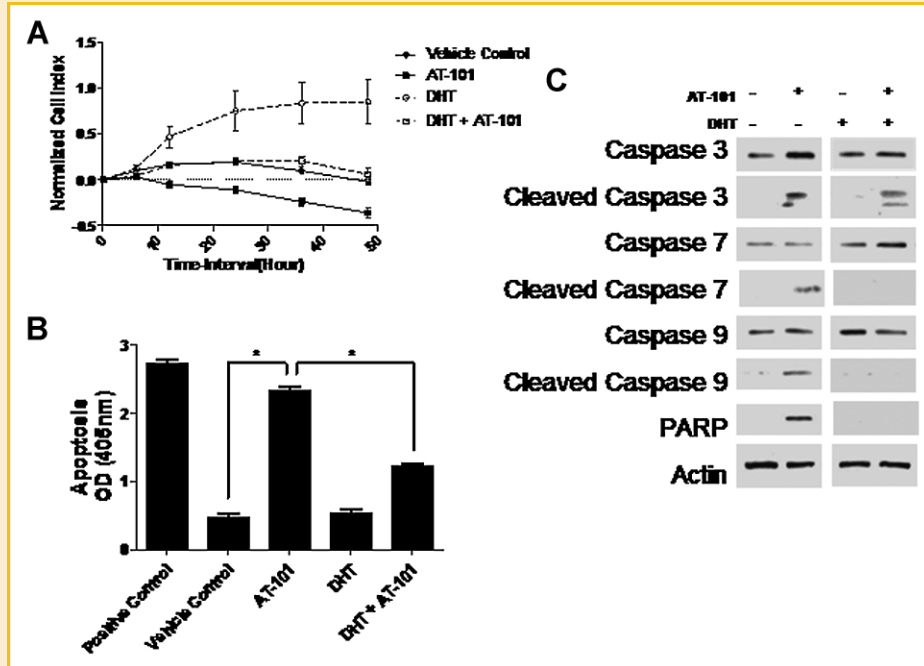 A
Normalized Cell Index
1.0
0.5
0.0
-0.5
0
10
20
30
40
50
Time-Interval(Hour)
Vehicle Control
AT-101
DHT
DHT + AT-101
B
Apoptosis
OD (405nm)
3
2
1
0
*
*
Positive Control
Vehicle Control
AT-101
DHT
DHT + AT-101
C
AT-101 - + - +
DHT - - + +
Caspase 3
Cleaved Caspase 3
Caspase 7
Cleaved Caspase 7
Caspase 9
Cleaved Caspase 9
PARP
Actin